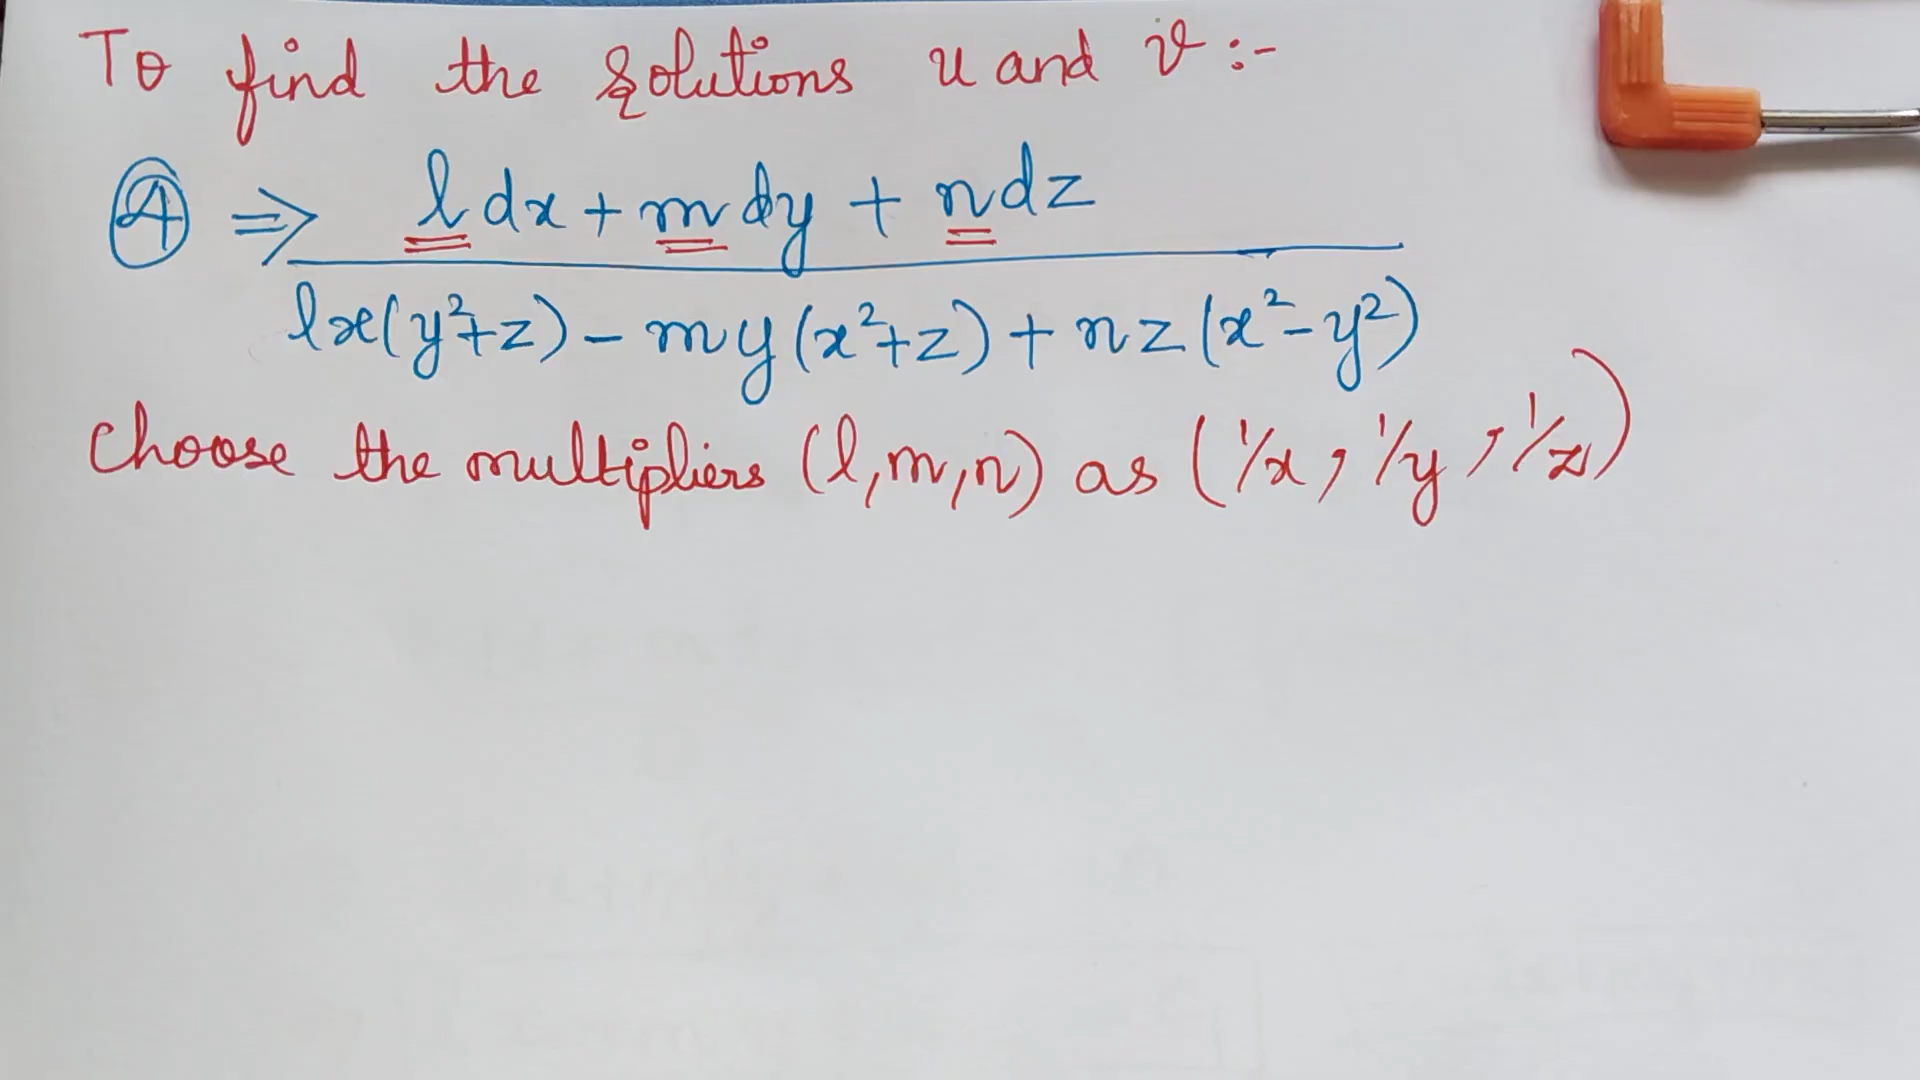 To find the solutions u and v :-
④ ⇒ l dx + m dy + n dz
lx(y²+z) - my(x²+z) + nz(x²-y²)
Choose the multipliers (l,m,n) as (1/x, 1/y, 1/z)